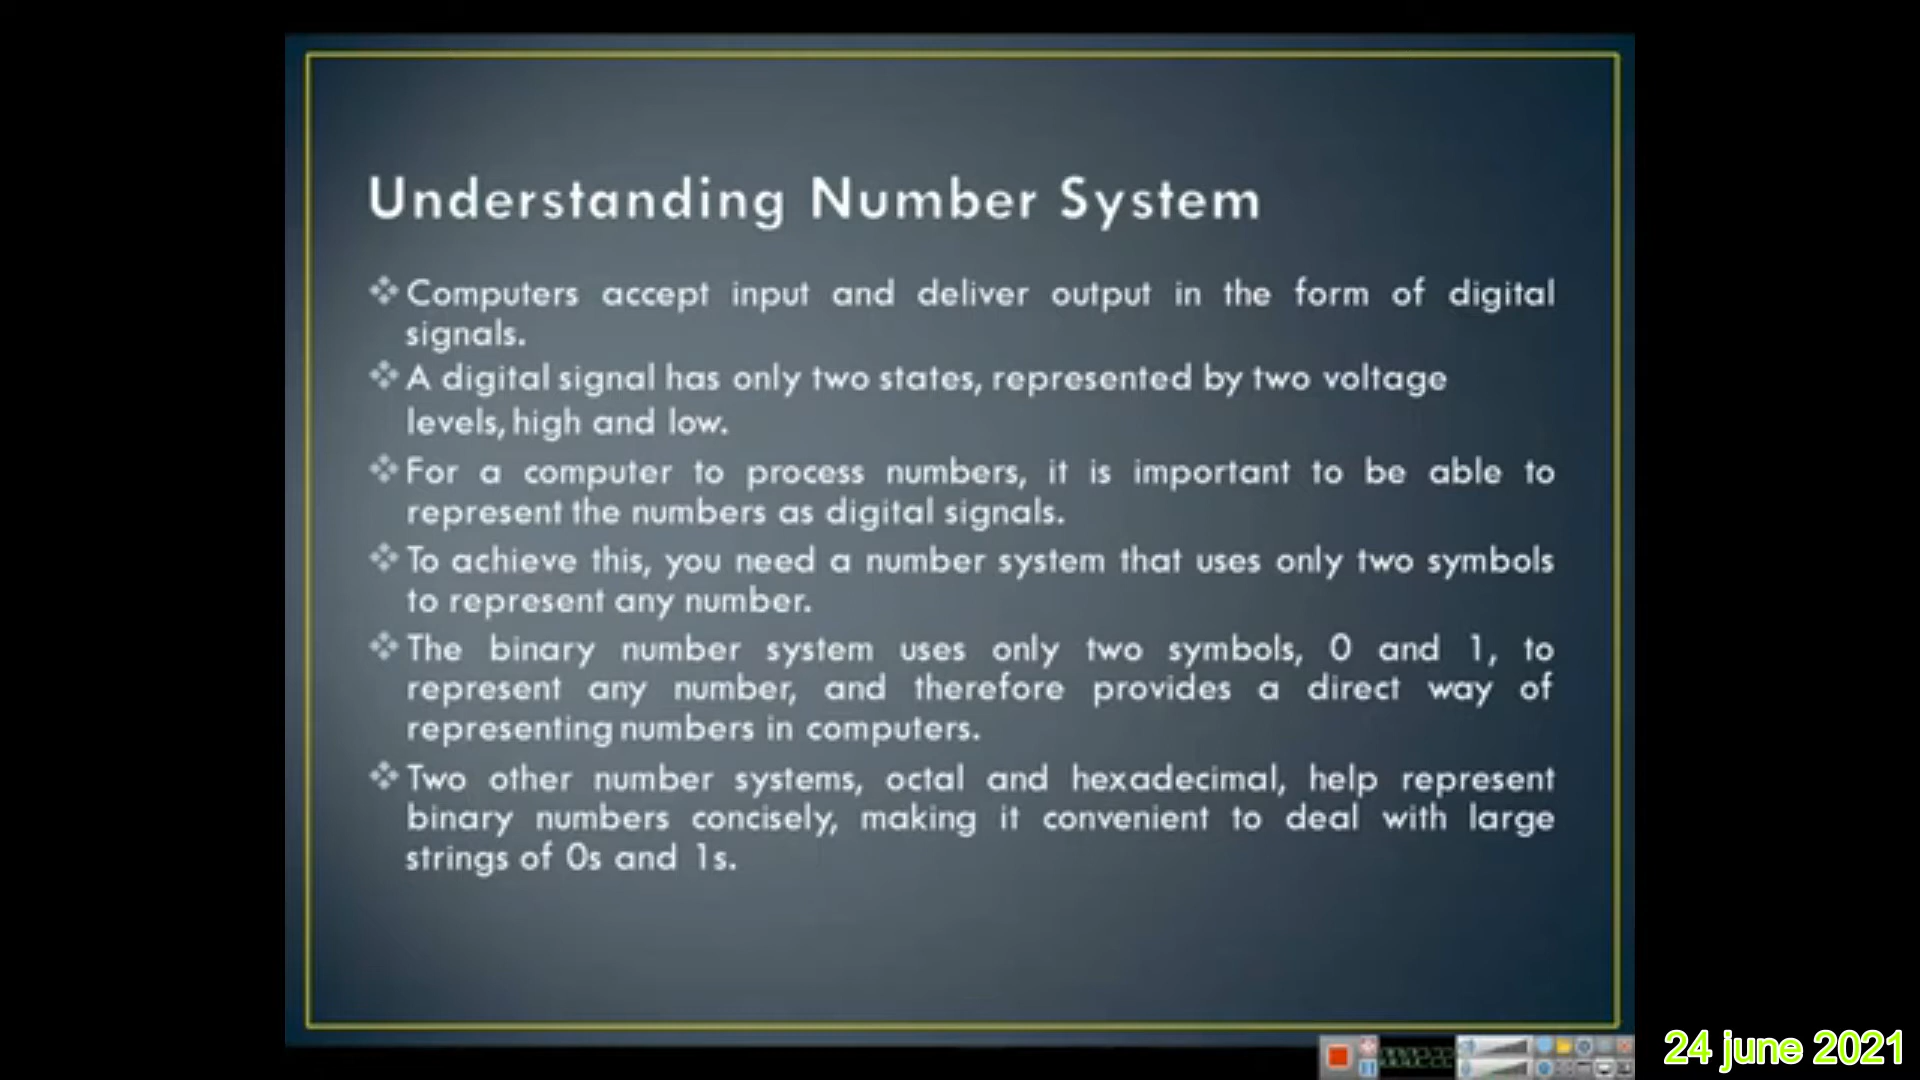 Understanding Number System
Computers accept input and deliver output in the form of digital
signals.
A digital signal has only two states, represented by two voltage
levels, high and low.
For a computer to process numbers, it is important to be able to
represent the numbers as digital signals.
To achieve this, you need a number system that uses only two symbols
to represent any number.
The binary number system uses only two symbols, 0 and 1, to
represent any number, and therefore provides a direct way of
representing numbers in computers.
Two other number systems, octal and hexadecimal, help represent
binary numbers concisely, making it convenient to deal with large
strings of 0s and 1s.
24 june 2021